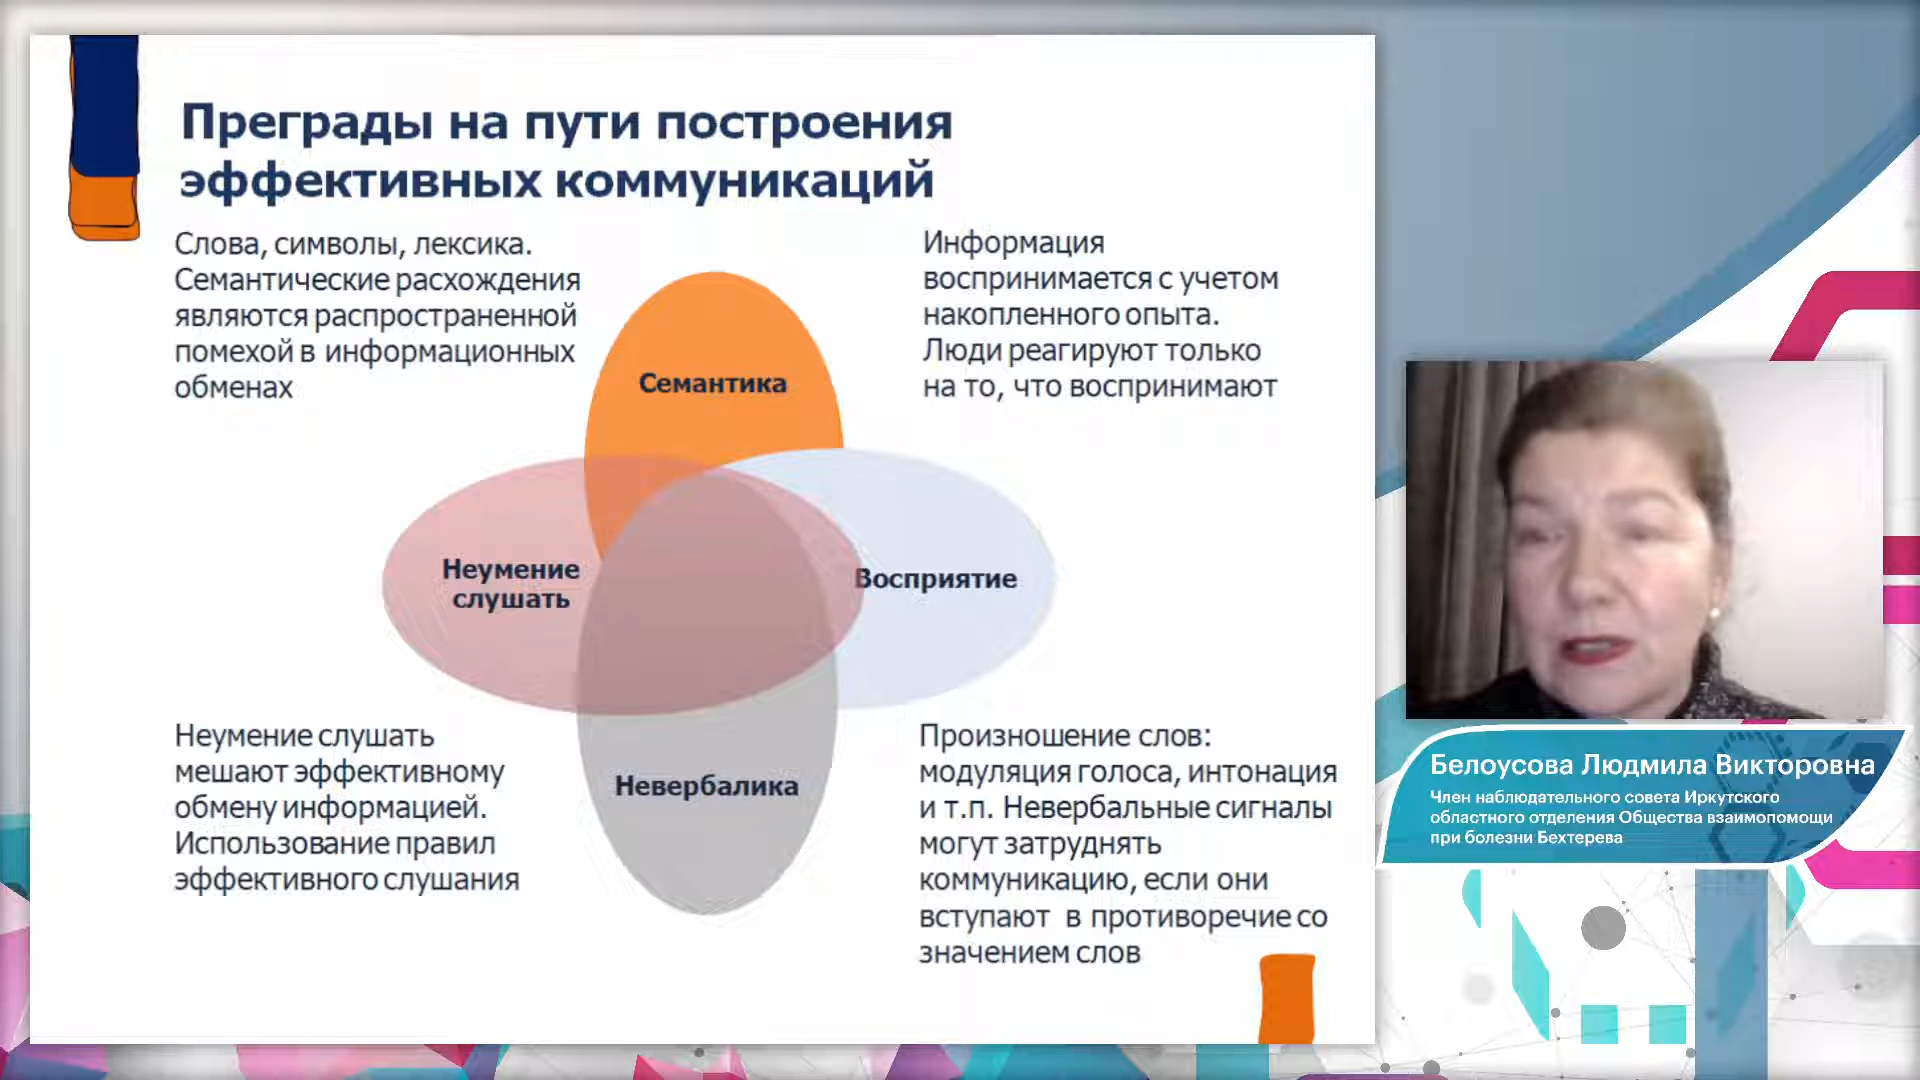 Преграды на пути построения
эффективных коммуникаций
Слова, символы, лексика.
Семантические расхождения
являются распространенной
помехой в информационных
обменах
Информация
воспринимается с учетом
накопленного опыта.
Люди реагируют только
на то, что воспринимают
Семантика
Неумение
слушать
Восприятие
Невербалика
Неумение слушать
мешают эффективному
обмену информацией.
Использование правил
эффективного слушания
Произношение слов:
модуляция голоса, интонация
и т.п. Невербальные сигналы
могут затруднять
коммуникацию, если они
вступают в противоречие со
значением слов
Белоусова Людмила Викторовна
Член наблюдательного совета Иркутского
областного отделения Общества взаимопомощи
при болезни Бехтерева